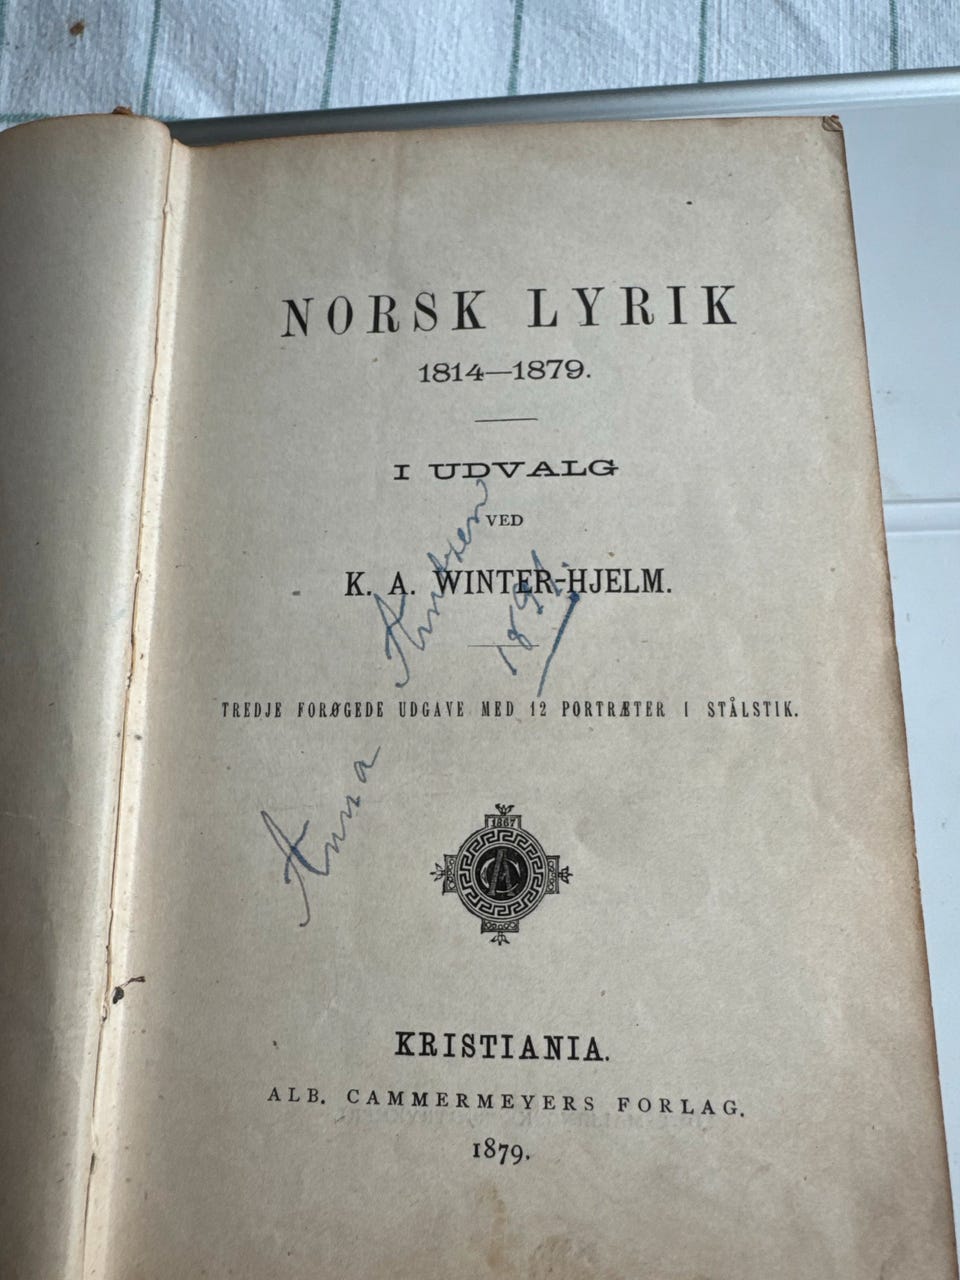 NORSK LYRIK
1814—1879.
I UDVALG
VED
K. A. WINTER-HJELM.
TREDJE FORØGEDE UDGAVE MED 12 PORTRÆTER I STÅLSTIK.
Anna
1867
CA
KRISTIANIA.
ALB. CAMMERMEYERS FORLAG.
1879.